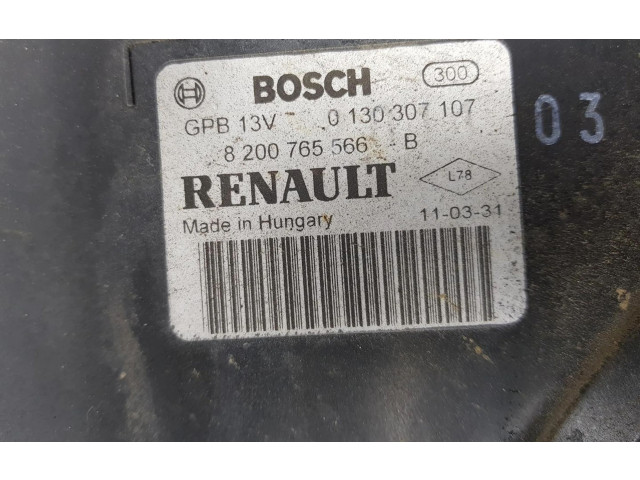 BOSCH 300
GPB 13V 0 130 307 107
8 200 765 566 B
RENAULT L78
Made in Hungary 11-03-31
03